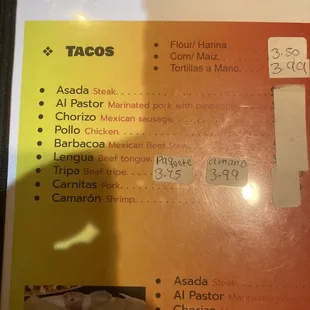 ❖ TACOS
• Flour/ Harina
• Corn/ Maiz
• Tortillas a Mano
3.50
3.99
• Asada Steak
• Al Pastor Marinated pork with pineapple
• Chorizo Mexican sausage
• Pollo Chicken
• Barbacoa Mexican Beef Stew
• Lengua Beef tongue
• Tripa Beef tripe
• Carnitas Pork
• Camarón Shrimp
Paquete
3.75
amano
3.99
• Asada Steak
• Al Pastor Marinated
• Chorizo